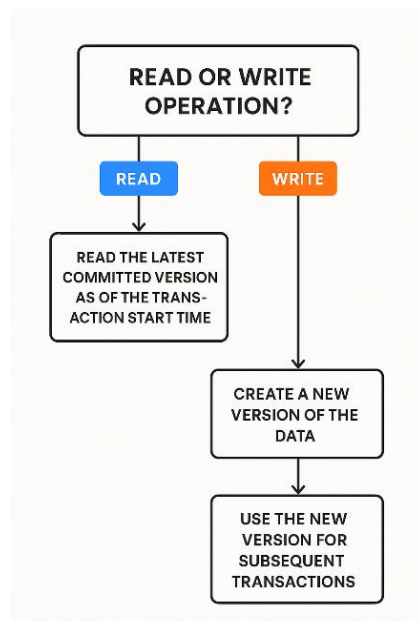 READ OR WRITE
OPERATION?
READ
WRITE
READ THE LATEST
COMMITTED VERSION
AS OF THE TRANS-
ACTION START TIME
CREATE A NEW
VERSION OF THE
DATA
USE THE NEW
VERSION FOR
SUBSEQUENT
TRANSACTIONS